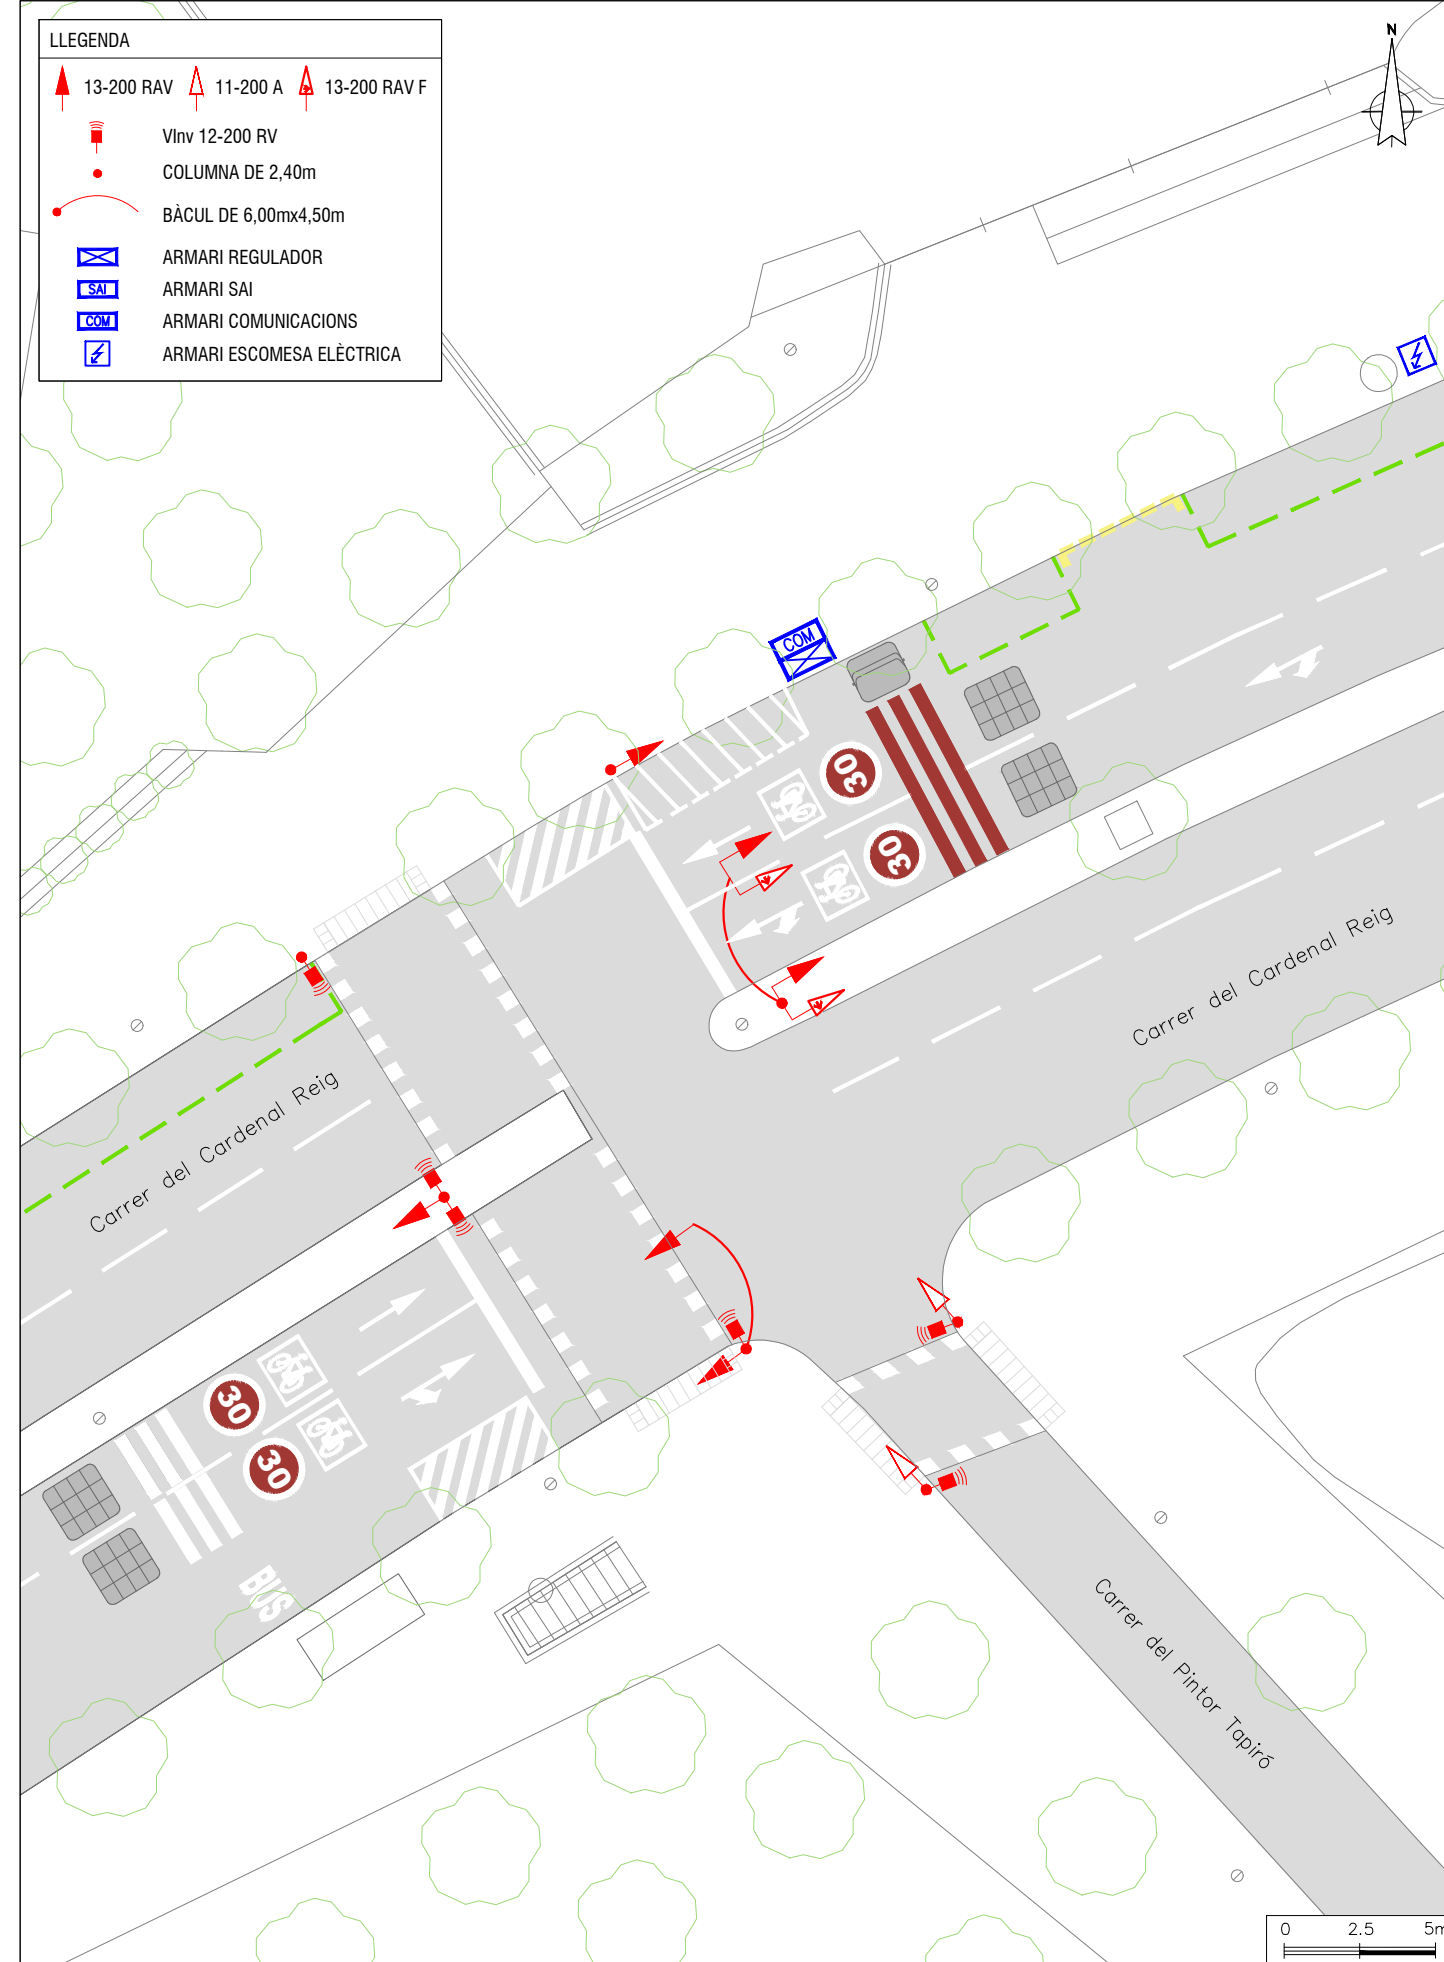 LLEGENDA
13-200 RAV 11-200 A 13-200 RAV F
VInv 12-200 RV
COLUMNA DE 2,40m
BÀCUL DE 6,00mx4,50m
ARMARI REGULADOR
SAI ARMARI SAI
COM ARMARI COMUNICACIONS
ARMARI ESCOMESA ELÈCTRICA
N
COM
30
30
Carrer del Cardenal Reig
Carrer del Cardenal Reig
30
30
BUS
Carrer del Pintor Tapiró
0 2.5 5m